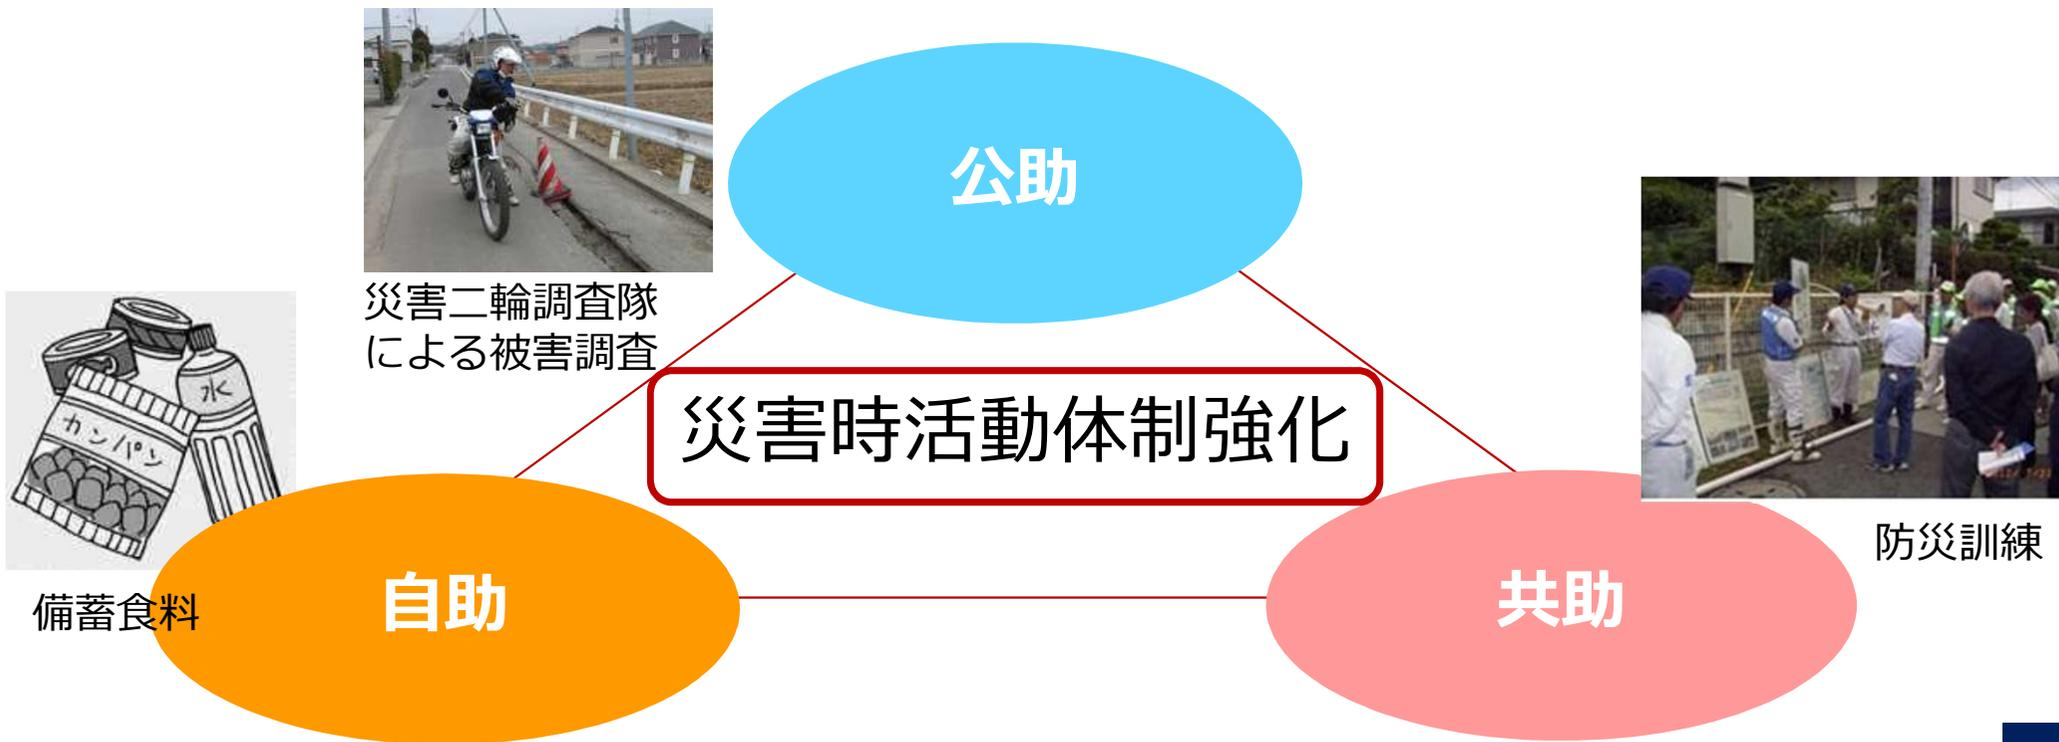 公助
災害二輪調査隊
による被害調査
災害時活動体制強化
水
カンパン
備蓄食料
自助
共助
防災訓練